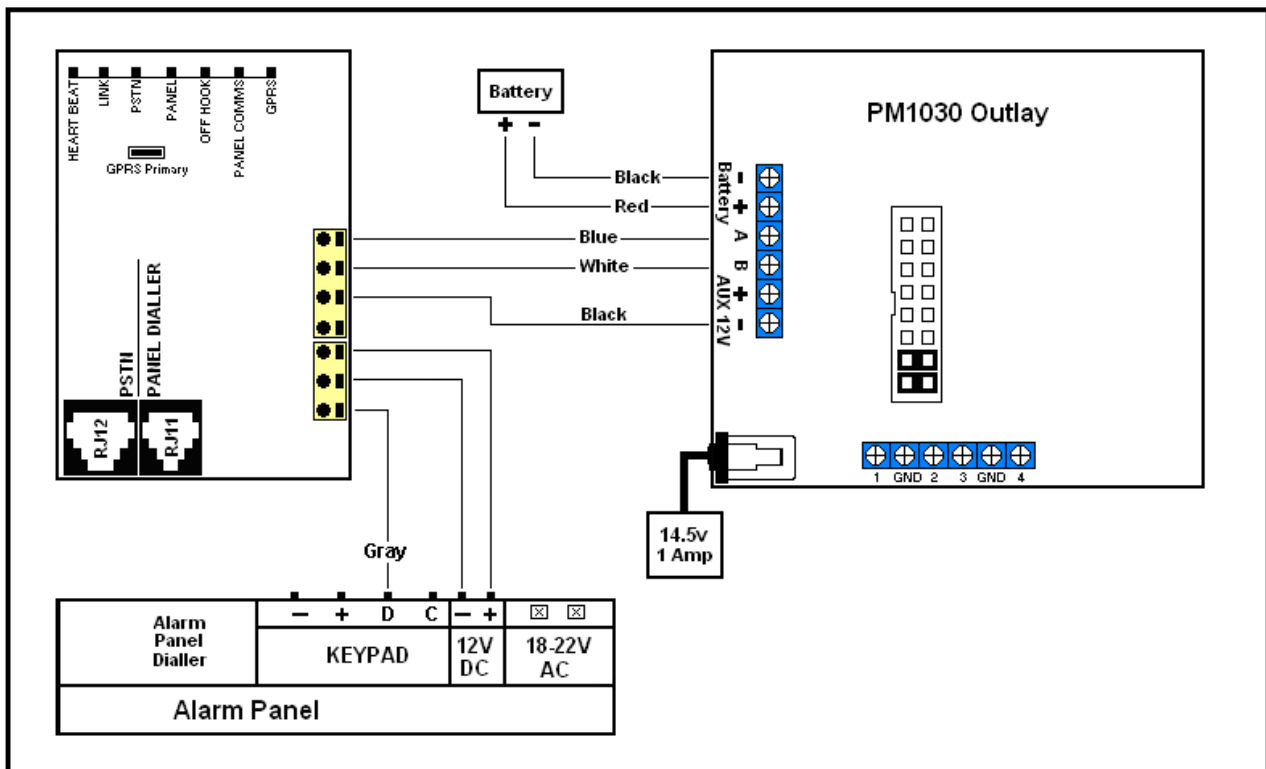 HEART BEAT
LINK
PSTN
PANEL
OFF HOOK
PANEL COMMS
GPRS
GPRS Primary
PSTN
PANEL DIALLER
RJ12
RJ11
Battery
+ -
Black
Red
Blue
White
Black
PM1030 Outlay
Battery
- +
A
B
AUX 12V
+ -
1 GND 2 3 GND 4
14.5v
1 Amp
Gray
Alarm
Panel
Dialler
- + D C - +
KEYPAD
12V
DC
18-22V
AC
Alarm Panel